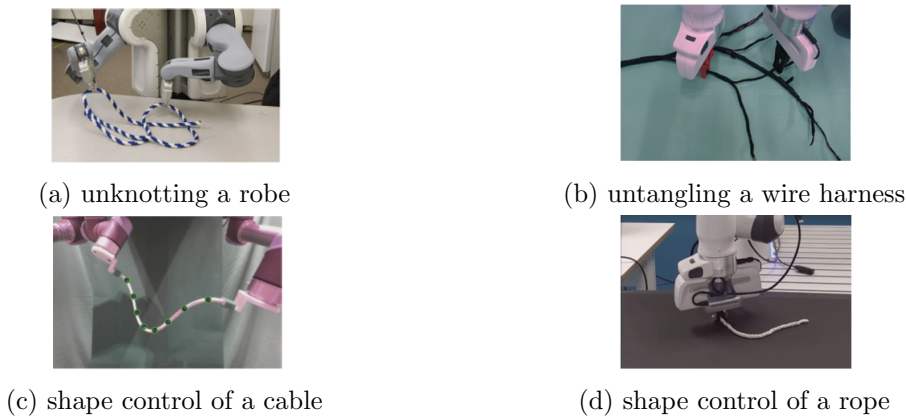 (a) unknotting a robe
(b) untangling a wire harness
(c) shape control of a cable
(d) shape control of a rope